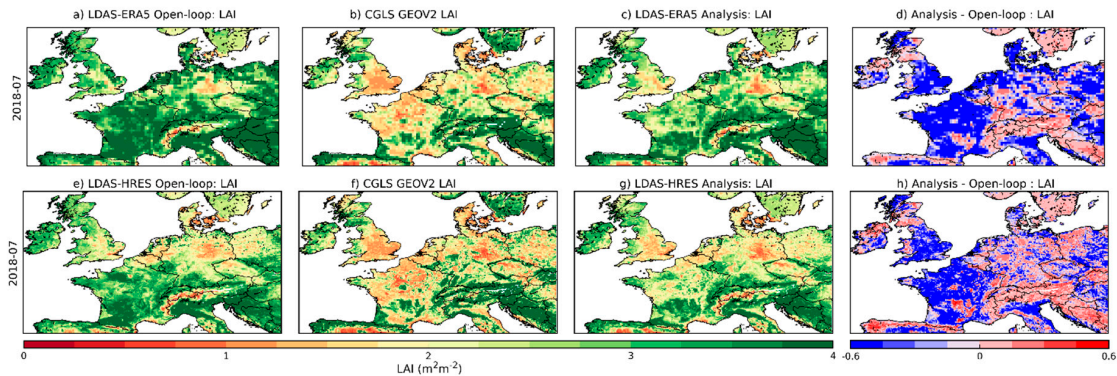 a) LDAS-ERA5 Open-loop: LAI
b) CGLS GEOV2 LAI
c) LDAS-ERA5 Analysis: LAI
d) Analysis - Open-loop : LAI
2018-07
e) LDAS-HRES Open-loop: LAI
f) CGLS GEOV2 LAI
g) LDAS-HRES Analysis: LAI
h) Analysis - Open-loop : LAI
2018-07
0 1 2 3 4
-0.6 0 0.6
LAI (m²m⁻²)